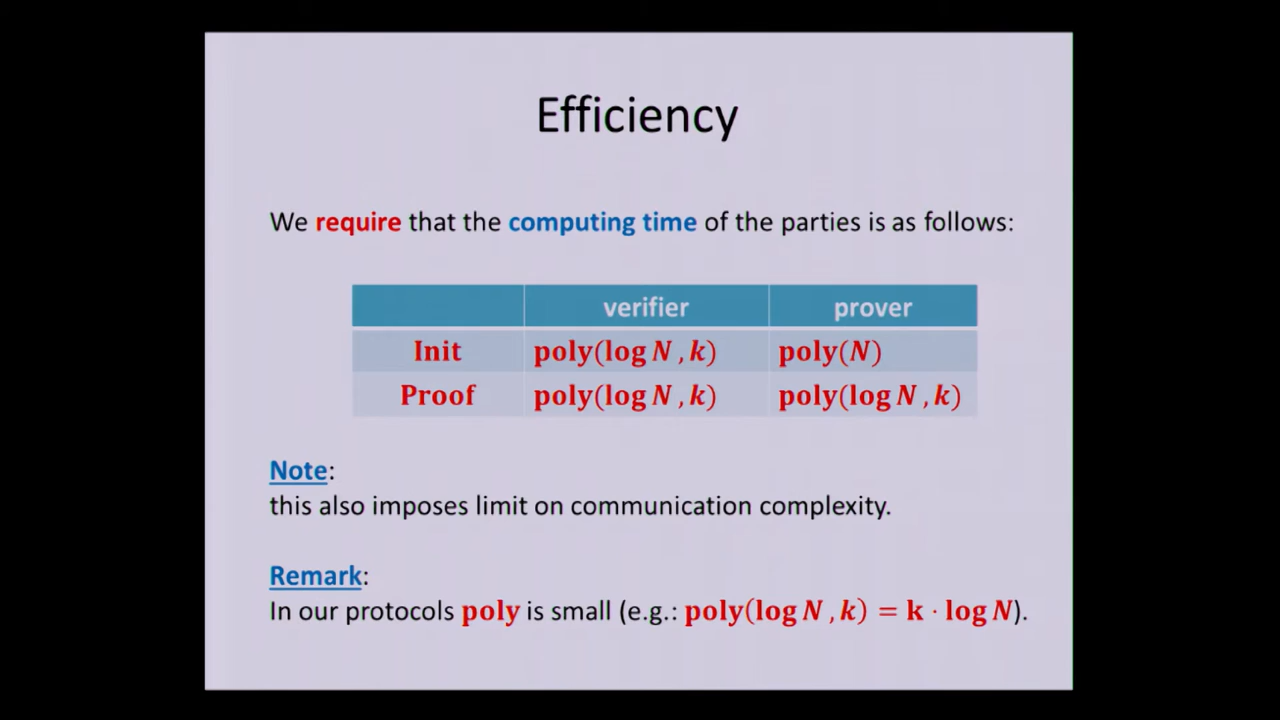 Efficiency
We require that the computing time of the parties is as follows:
verifier prover
Init poly(log N , k) poly(N)
Proof poly(log N , k) poly(log N , k)
Note:
this also imposes limit on communication complexity.
Remark:
In our protocols poly is small (e.g.: poly(log N , k) = k · log N).